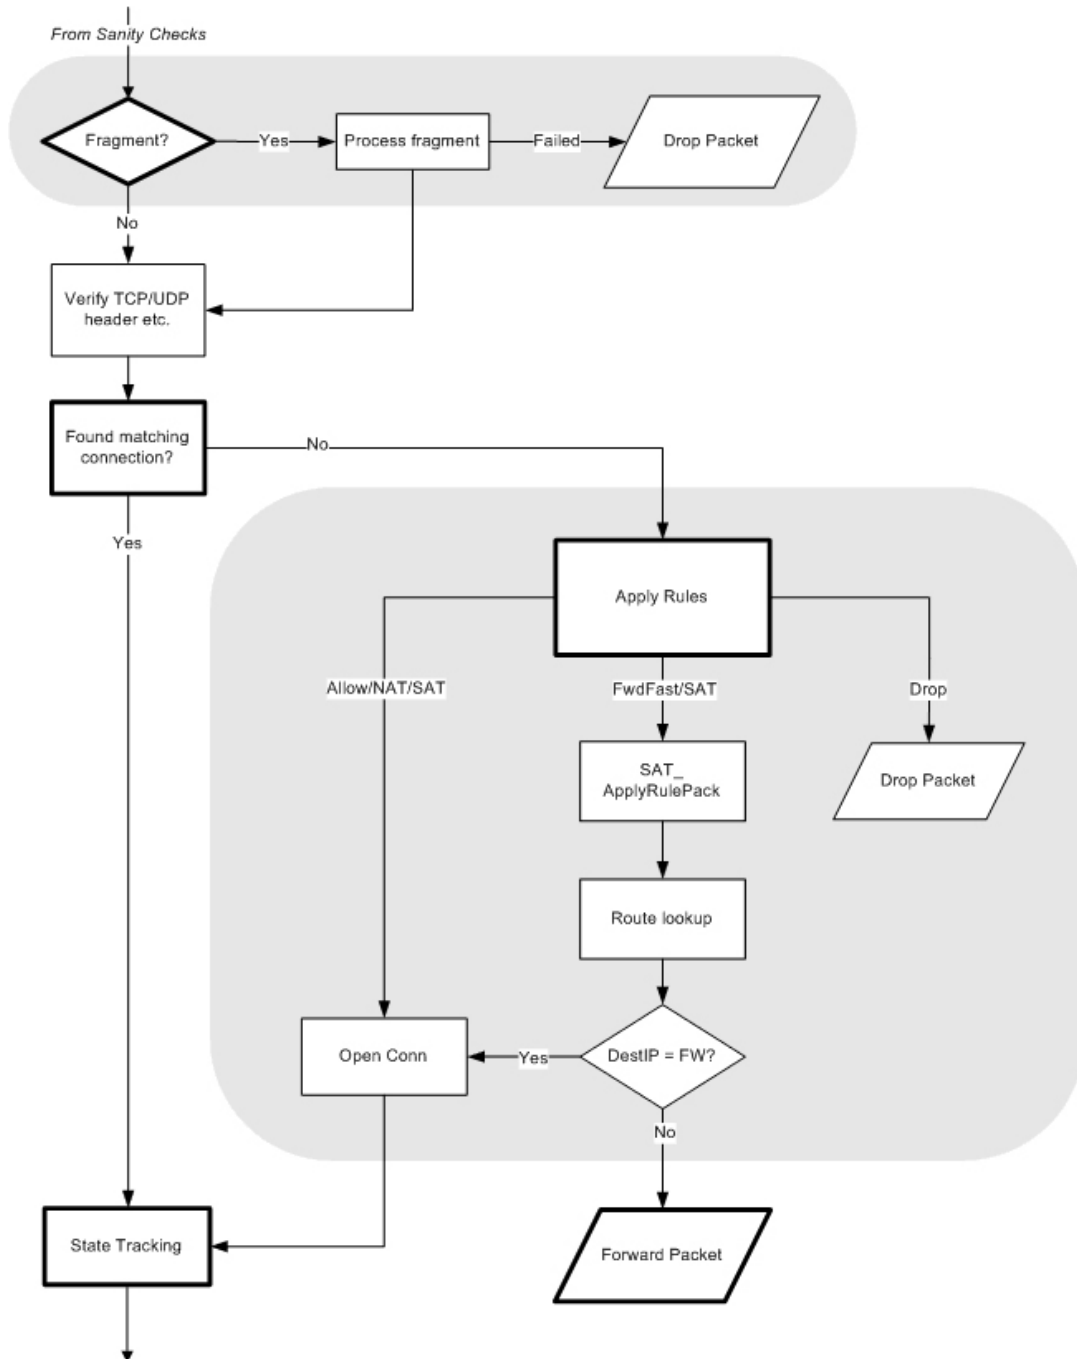 From Sanity Checks
Fragment?
Yes
Process fragment
Failed
Drop Packet
No
Verify TCP/UDP
header etc.
Found matching
connection?
No
Yes
Apply Rules
Allow/NAT/SAT
FwdFast/SAT
Drop
SAT_
ApplyRulePack
Drop Packet
Route lookup
Open Conn
Yes
DestIP = FW?
No
State Tracking
Forward Packet